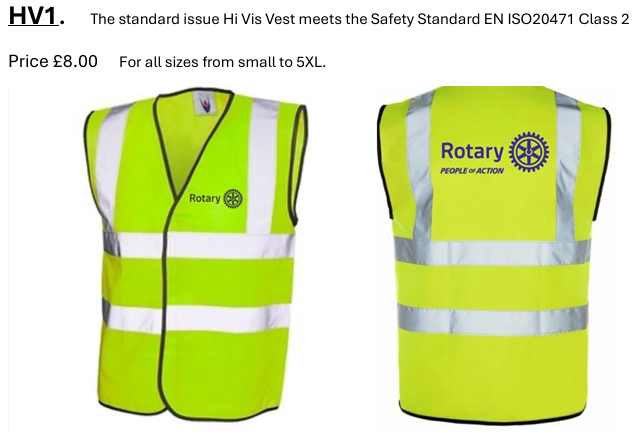 HV1. The standard issue Hi Vis Vest meets the Safety Standard EN ISO20471 Class 2
Price £8.00 For all sizes from small to 5XL.
Rotary
Rotary
PEOPLE OF ACTION